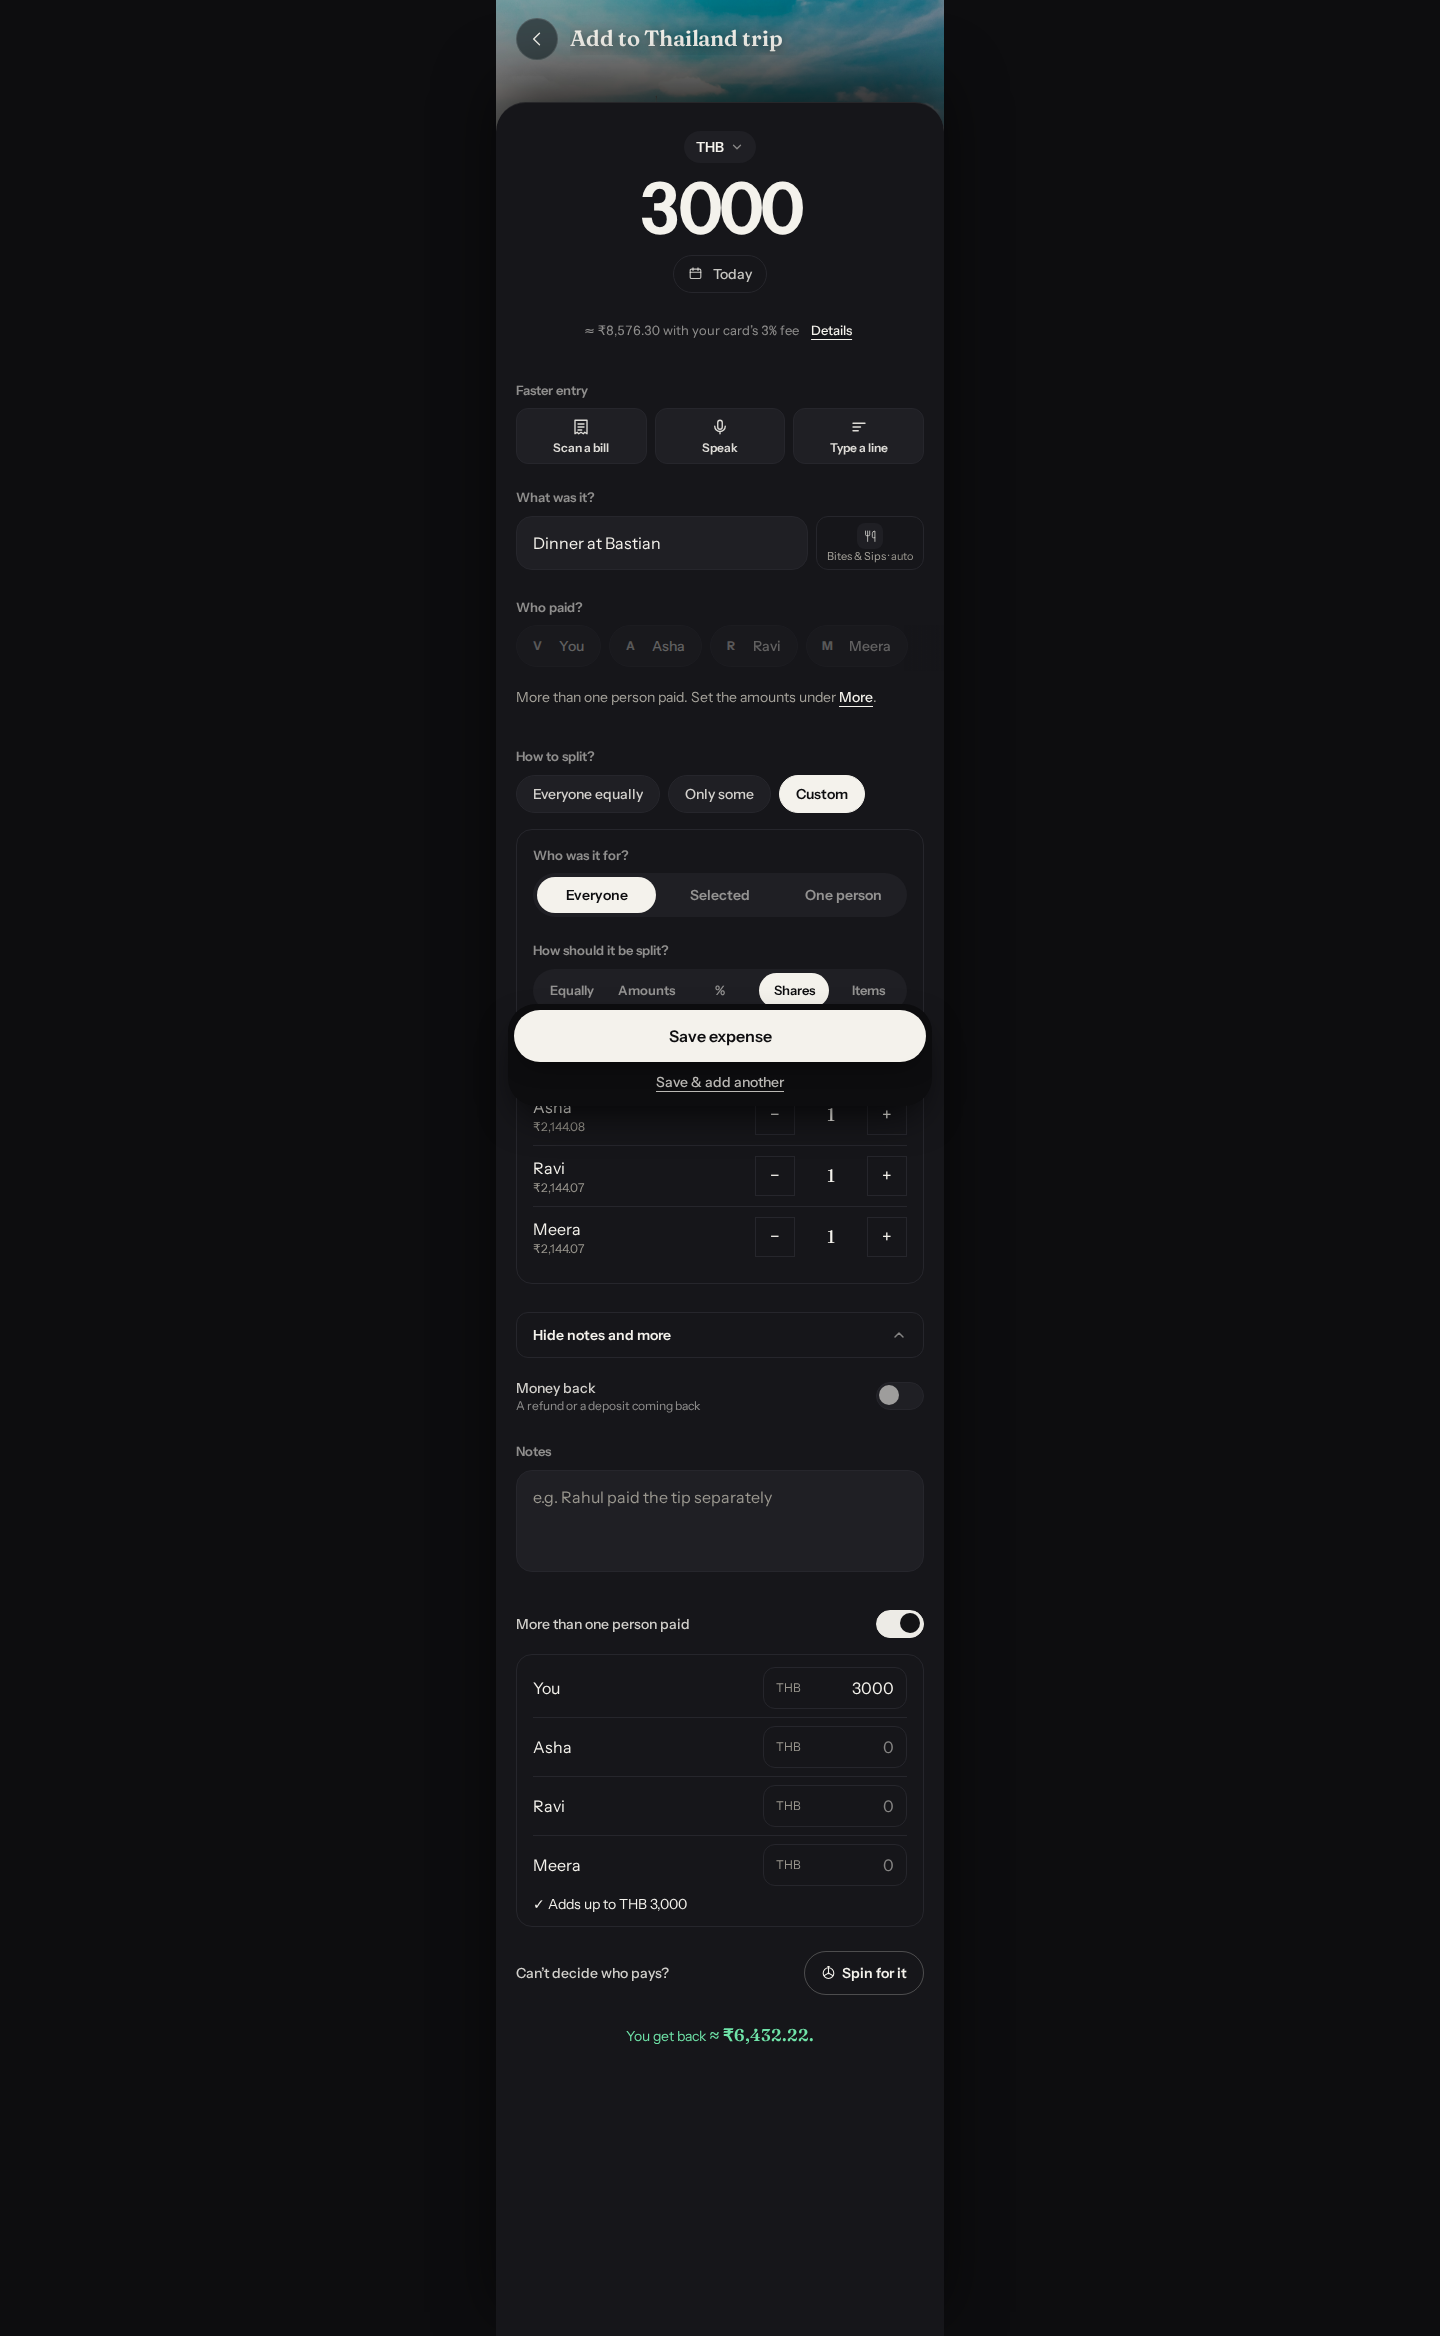 Add to Thailand trip
THB
3000
Today
≈ ₹8,576.30 with your card's 3% fee Details
Faster entry
Scan a bill Speak Type a line
What was it?
Dinner at Bastian
Bites & Sips · auto
Who paid?
V You A Asha R Ravi M Meera
More than one person paid. Set the amounts under More.
How to split?
Everyone equally Only some Custom
Who was it for?
Everyone Selected One person
How should it be split?
Equally Amounts % Shares Items
Save expense
Save & add another
Asha − 1 +
₹2,144.08
Ravi − 1 +
₹2,144.07
Meera − 1 +
₹2,144.07
Hide notes and more
Money back
A refund or a deposit coming back
Notes
e.g. Rahul paid the tip separately
More than one person paid
You THB 3000
Asha THB 0
Ravi THB 0
Meera THB 0
✓ Adds up to THB 3,000
Can't decide who pays? Spin for it
You get back ≈ ₹6,432.22.